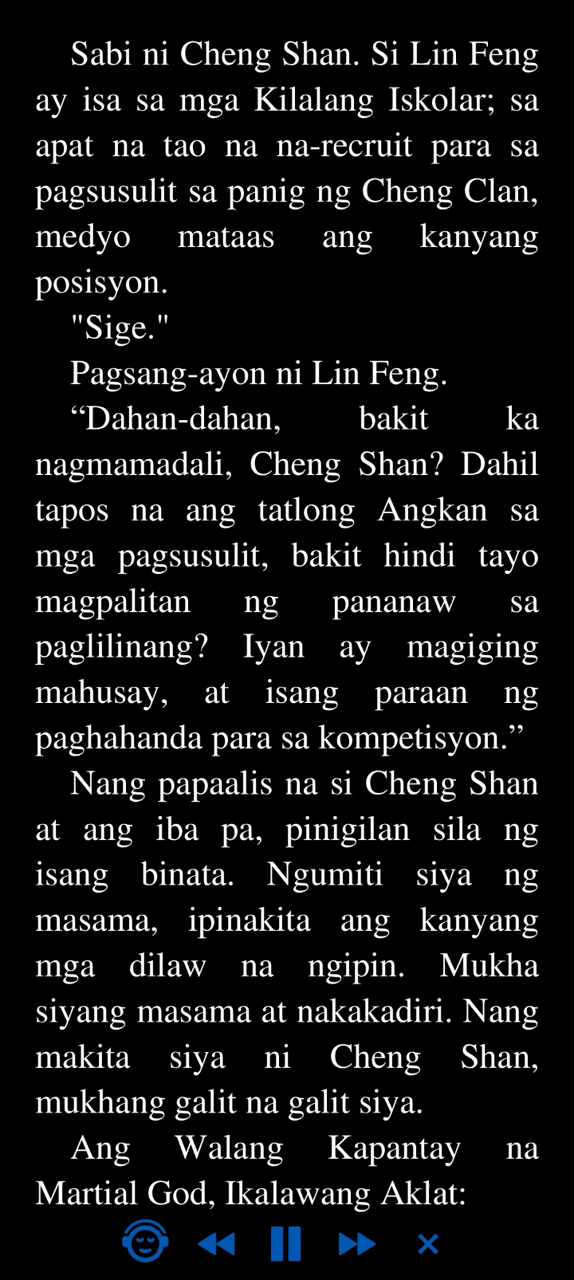 Sabi ni Cheng Shan. Si Lin Feng
ay isa sa mga Kilalang Iskolar; sa
apat na tao na na-recruit para sa
pagsusulit sa panig ng Cheng Clan,
medyo mataas ang kanyang
posisyon.
"Sige."
Pagsang-ayon ni Lin Feng.
“Dahan-dahan, bakit ka
nagmamadali, Cheng Shan? Dahil
tapos na ang tatlong Angkan sa
mga pagsusulit, bakit hindi tayo
magpalitan ng pananaw sa
paglilinang? Iyan ay magiging
mahusay, at isang paraan ng
paghahanda para sa kompetisyon.”
Nang papaalis na si Cheng Shan
at ang iba pa, pinigilan sila ng
isang binata. Ngumiti siya ng
masama, ipinakita ang kanyang
mga dilaw na ngipin. Mukha
siyang masama at nakakadiri. Nang
makita siya ni Cheng Shan,
mukhang galit na galit siya.
Ang Walang Kapantay na
Martial God, Ikalawang Aklat: